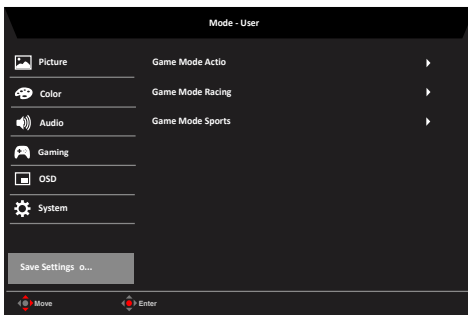 Mode - User
Picture
Game Mode Actio
Color
Game Mode Racing
Audio
Game Mode Sports
Gaming
OSD
System
Save Settings o...
Move
Enter